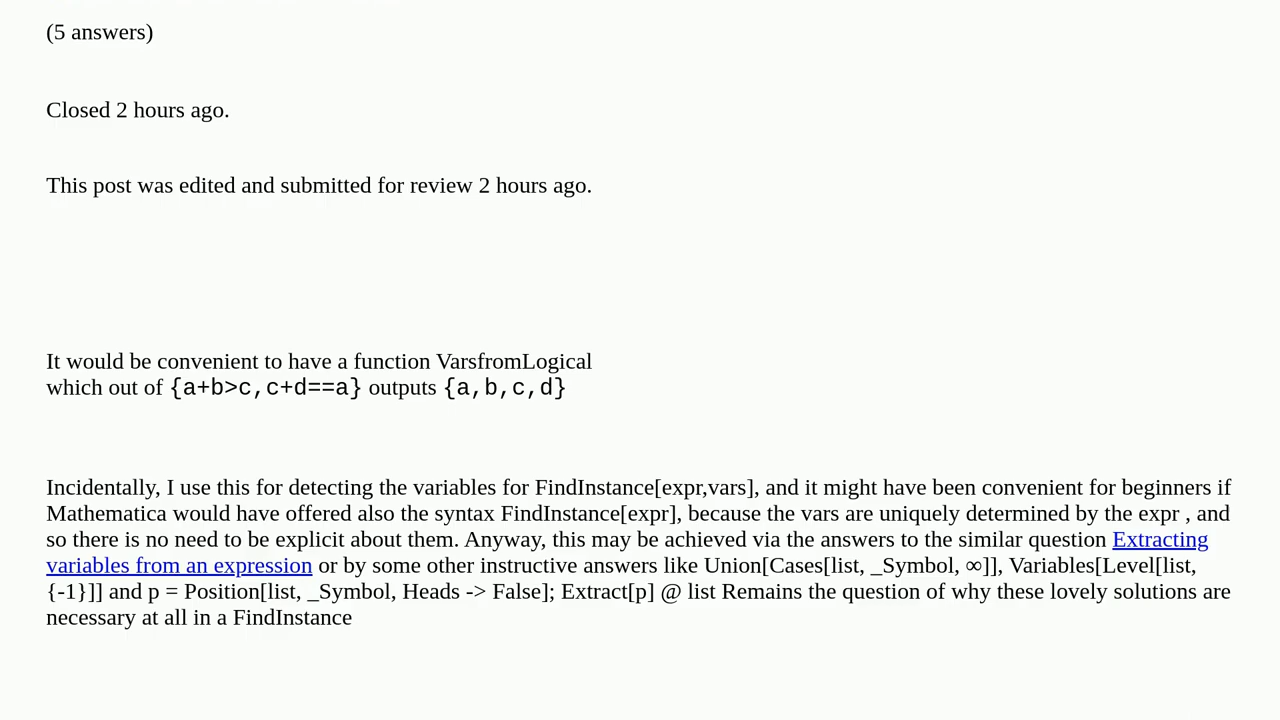 (5 answers)
Closed 2 hours ago.
This post was edited and submitted for review 2 hours ago.
It would be convenient to have a function VarsfromLogical
which out of {a+b>c,c+d==a} outputs {a,b,c,d}
Incidentally, I use this for detecting the variables for FindInstance[expr,vars], and it might have been convenient for beginners if
Mathematica would have offered also the syntax FindInstance[expr], because the vars are uniquely determined by the expr , and
so there is no need to be explicit about them. Anyway, this may be achieved via the answers to the similar question Extracting
variables from an expression or by some other instructive answers like Union[Cases[list, _Symbol, ∞]], Variables[Level[list,
{-1}]] and p = Position[list, _Symbol, Heads -> False]; Extract[p] @ list Remains the question of why these lovely solutions are
necessary at all in a FindInstance